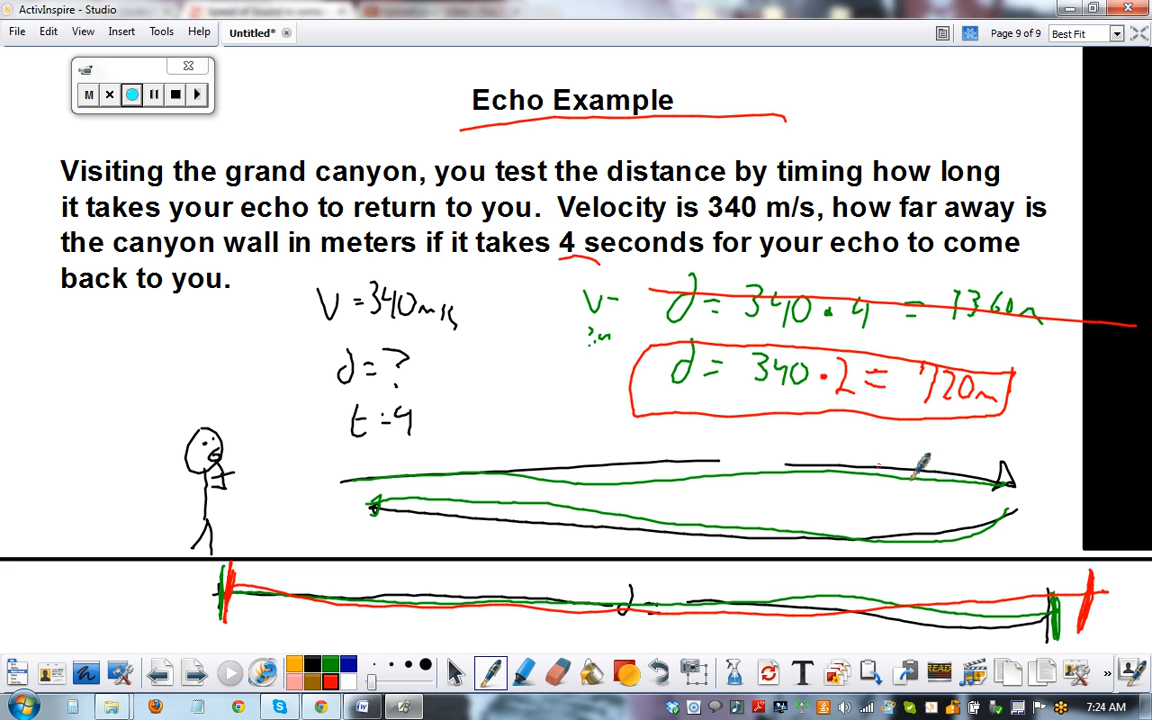 ActivInspire - Studio
File Edit View Insert Tools Help Untitled* Page 9 of 9 Best Fit
M
Echo Example
Visiting the grand canyon, you test the distance by timing how long
it takes your echo to return to you. Velocity is 340 m/s, how far away is
the canyon wall in meters if it takes 4 seconds for your echo to come
back to you.
V = 340 m/s
d = ?
t = 4
V =
d = 340 · 4 = 1360m
d = 340 · 2 = 720m
d =
READ
T
»
7:24 AM